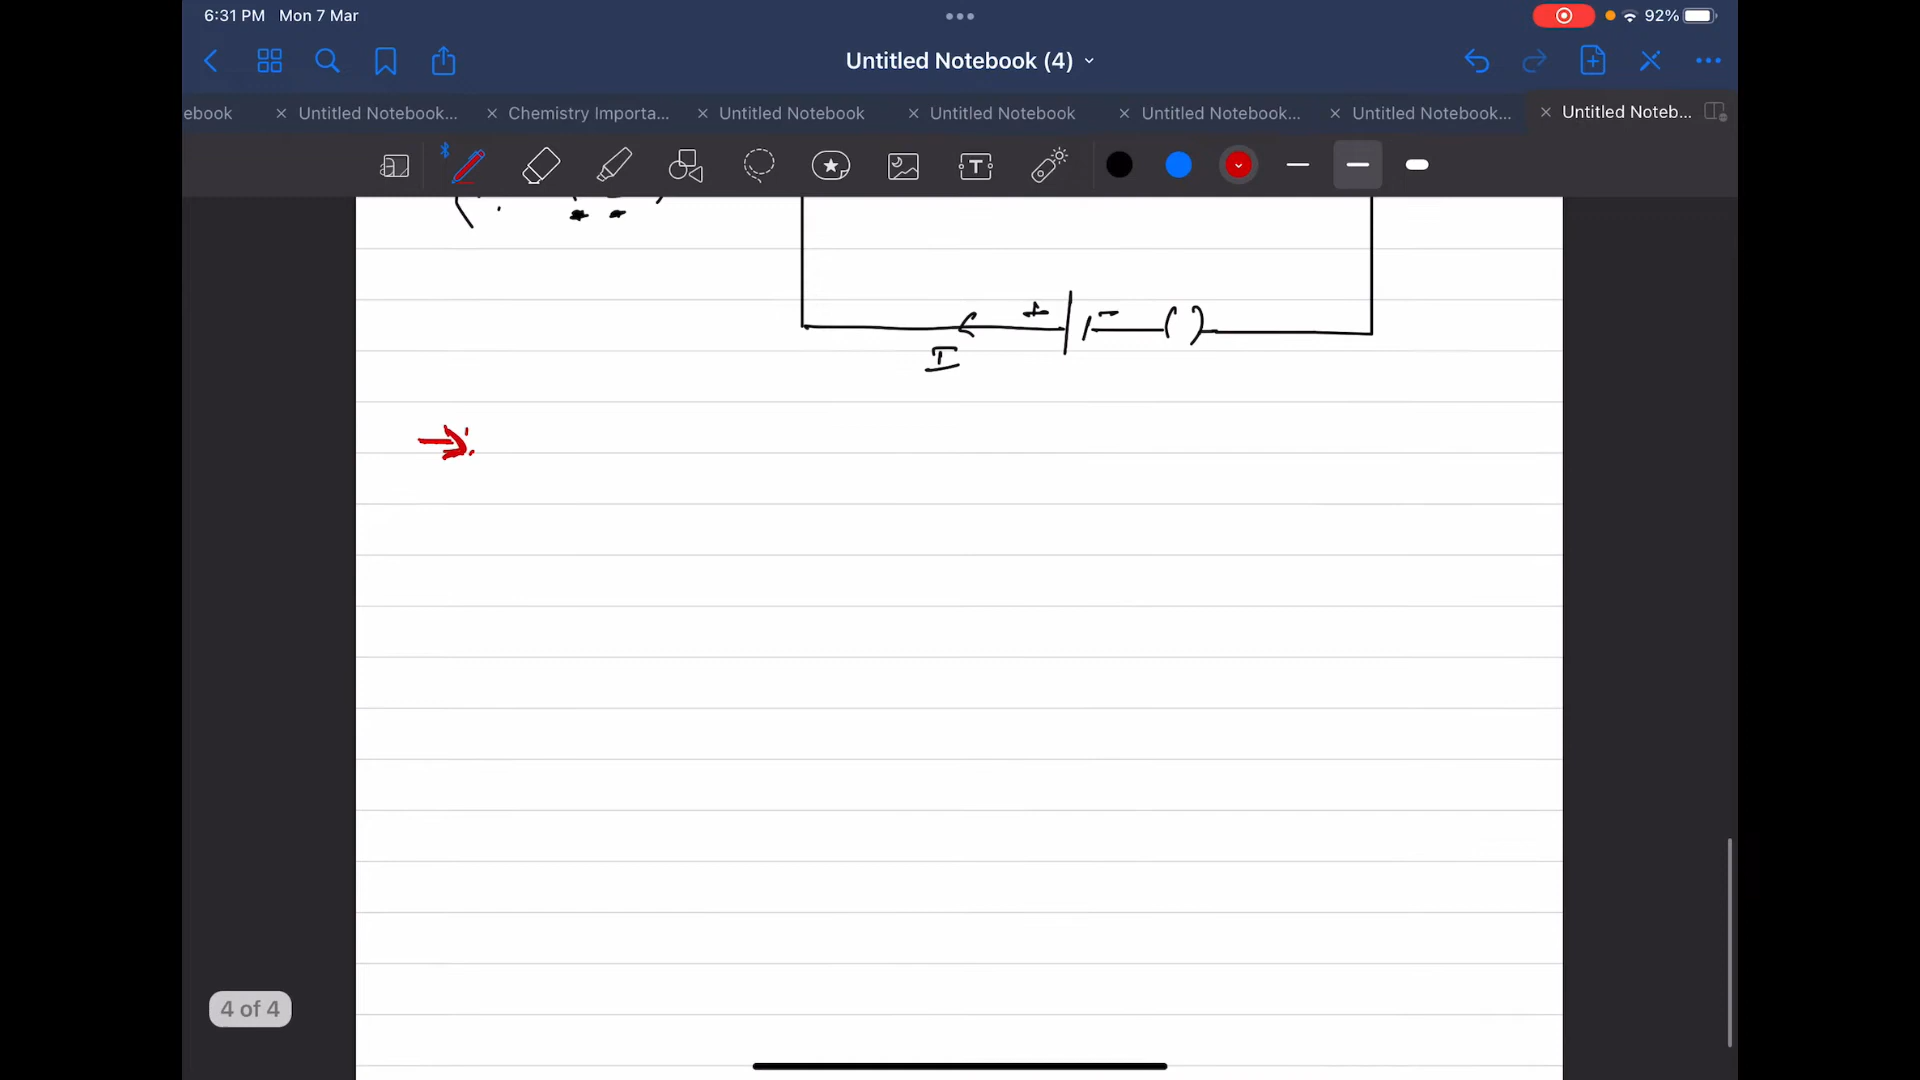 6:31 PM Mon 7 Mar
92%
Untitled Notebook (4)
ebook
Untitled Notebook...
Chemistry Importa...
Untitled Notebook
Untitled Notebook
Untitled Notebook...
Untitled Notebook...
Untitled Noteb...
T
+ - ( )
I
4 of 4